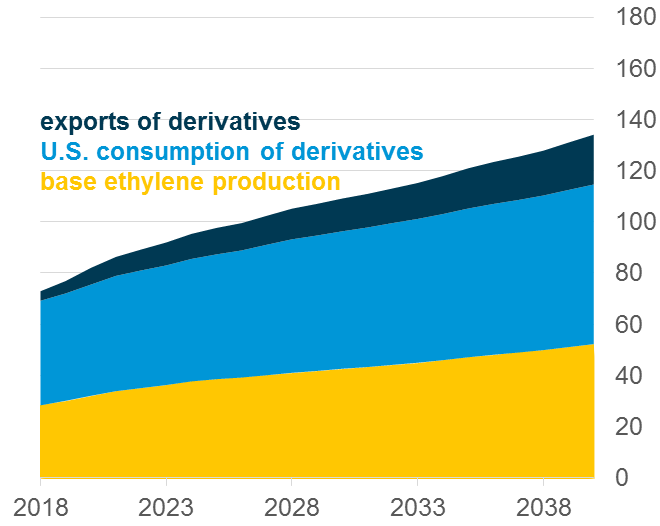 180
160
exports of derivatives 140
U.S. consumption of derivatives
base ethylene production 120
100
80
60
40
20
0
2018 2023 2028 2033 2038